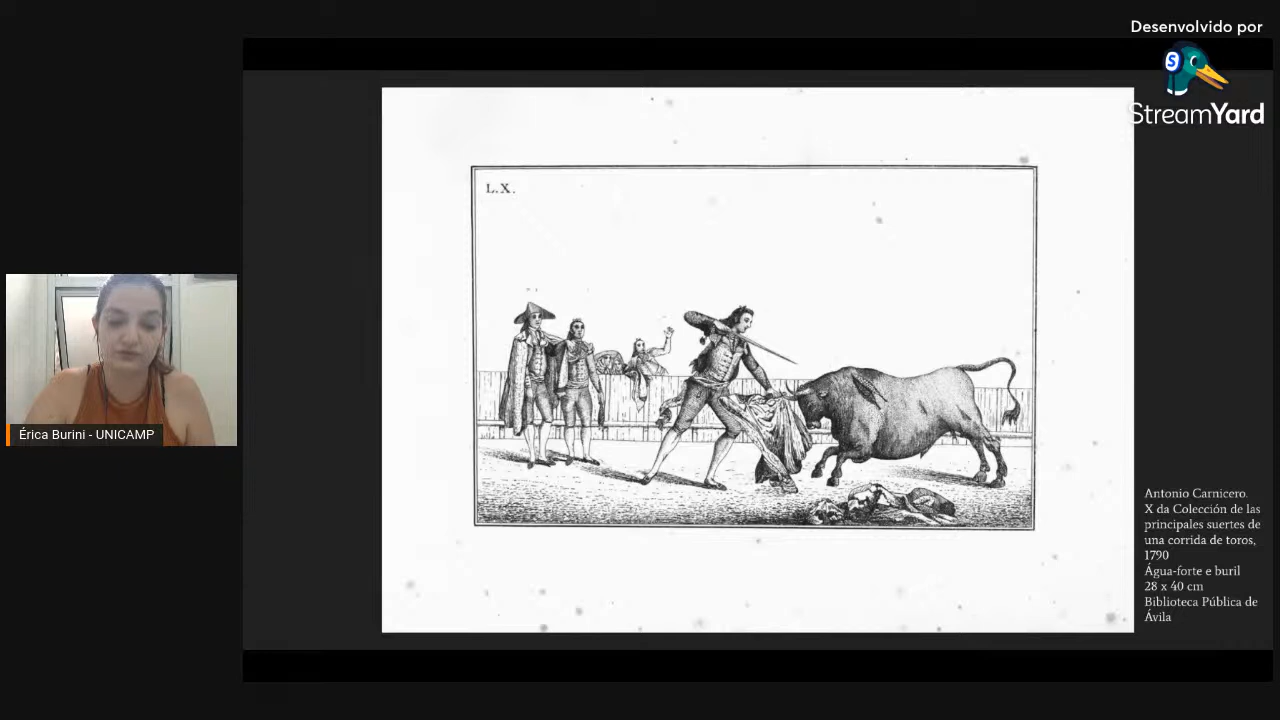 Desenvolvido por
StreamYard
L.X.
Érica Burini - UNICAMP
Antonio Carnicero.
X da Colección de las
principales suertes de
una corrida de toros,
1790
Água-forte e buril
28 x 40 cm
Biblioteca Pública de
Ávila